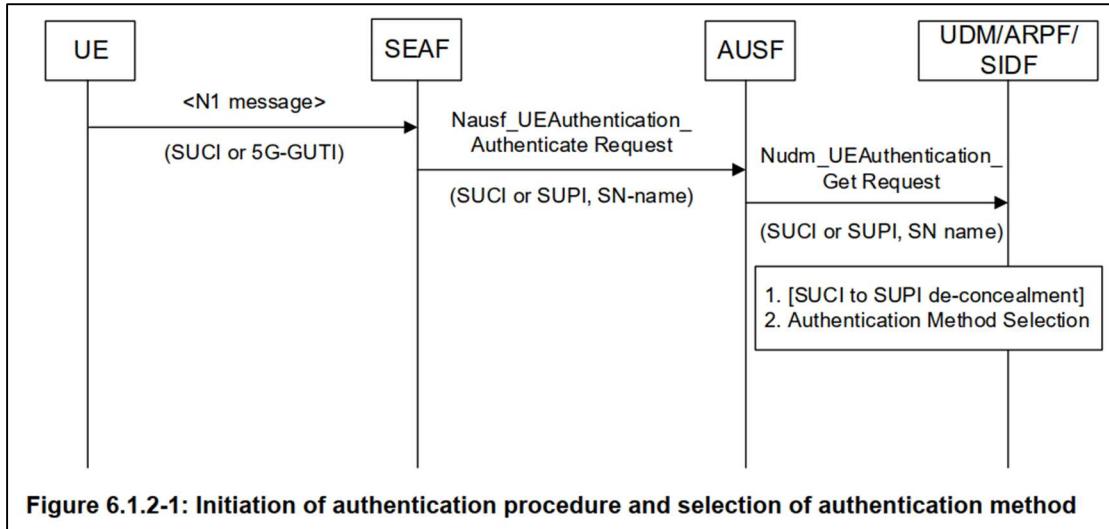 UE
SEAF
AUSF
UDM/ARPF/
SIDF
<N1 message>
(SUCI or 5G-GUTI)
Nausf_UEAuthentication_
Authenticate Request
(SUCI or SUPI, SN-name)
Nudm_UEAuthentication_
Get Request
(SUCI or SUPI, SN name)
1. [SUCI to SUPI de-concealment]
2. Authentication Method Selection
Figure 6.1.2-1: Initiation of authentication procedure and selection of authentication method